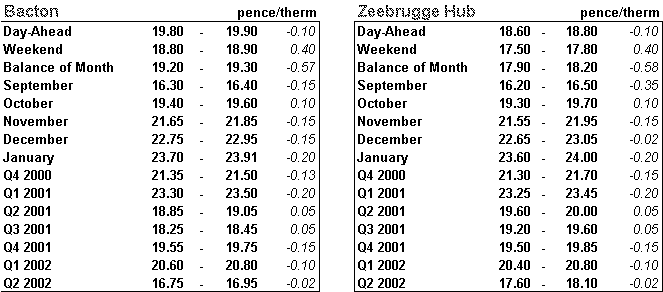 Bacton pence/therm
Day-Ahead 19.80 - 19.90 -0.10
Weekend 18.80 - 18.90 0.40
Balance of Month 19.20 - 19.30 -0.57
September 16.30 - 16.40 -0.15
October 19.40 - 19.60 0.10
November 21.65 - 21.85 -0.15
December 22.75 - 22.95 -0.15
January 23.70 - 23.91 -0.20
Q4 2000 21.35 - 21.50 -0.13
Q1 2001 23.30 - 23.50 -0.20
Q2 2001 18.85 - 19.05 0.05
Q3 2001 18.25 - 18.45 0.05
Q4 2001 19.55 - 19.75 -0.15
Q1 2002 20.60 - 20.80 -0.10
Q2 2002 16.75 - 16.95 -0.02
Zeebrugge Hub pence/therm
Day-Ahead 18.60 - 18.80 -0.10
Weekend 17.50 - 17.80 0.40
Balance of Month 17.90 - 18.20 -0.58
September 16.20 - 16.50 -0.35
October 19.30 - 19.70 0.10
November 21.55 - 21.95 -0.15
December 22.65 - 23.05 -0.02
January 23.60 - 24.00 -0.20
Q4 2000 21.30 - 21.70 -0.15
Q1 2001 23.25 - 23.45 -0.20
Q2 2001 19.60 - 20.00 0.05
Q3 2001 19.20 - 19.60 0.05
Q4 2001 19.50 - 19.85 -0.15
Q1 2002 20.40 - 20.80 -0.10
Q2 2002 17.60 - 18.10 -0.02